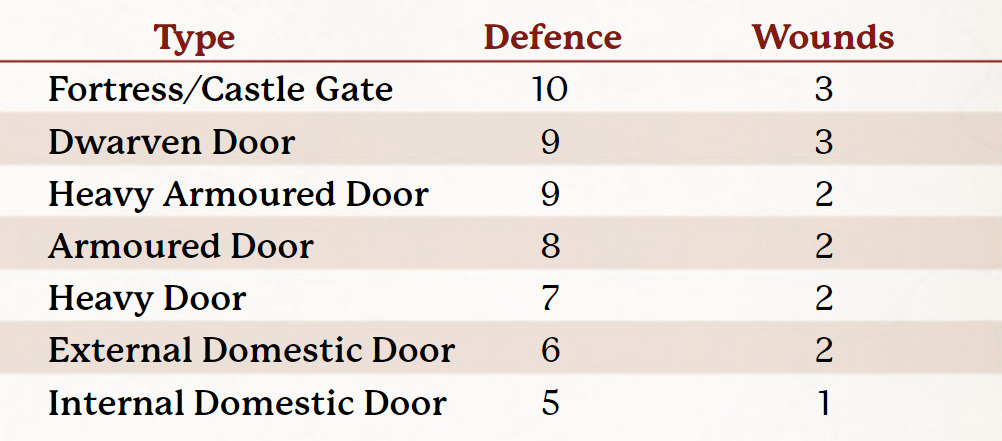 Type Defence Wounds
Fortress/Castle Gate 10 3
Dwarven Door 9 3
Heavy Armoured Door 9 2
Armoured Door 8 2
Heavy Door 7 2
External Domestic Door 6 2
Internal Domestic Door 5 1